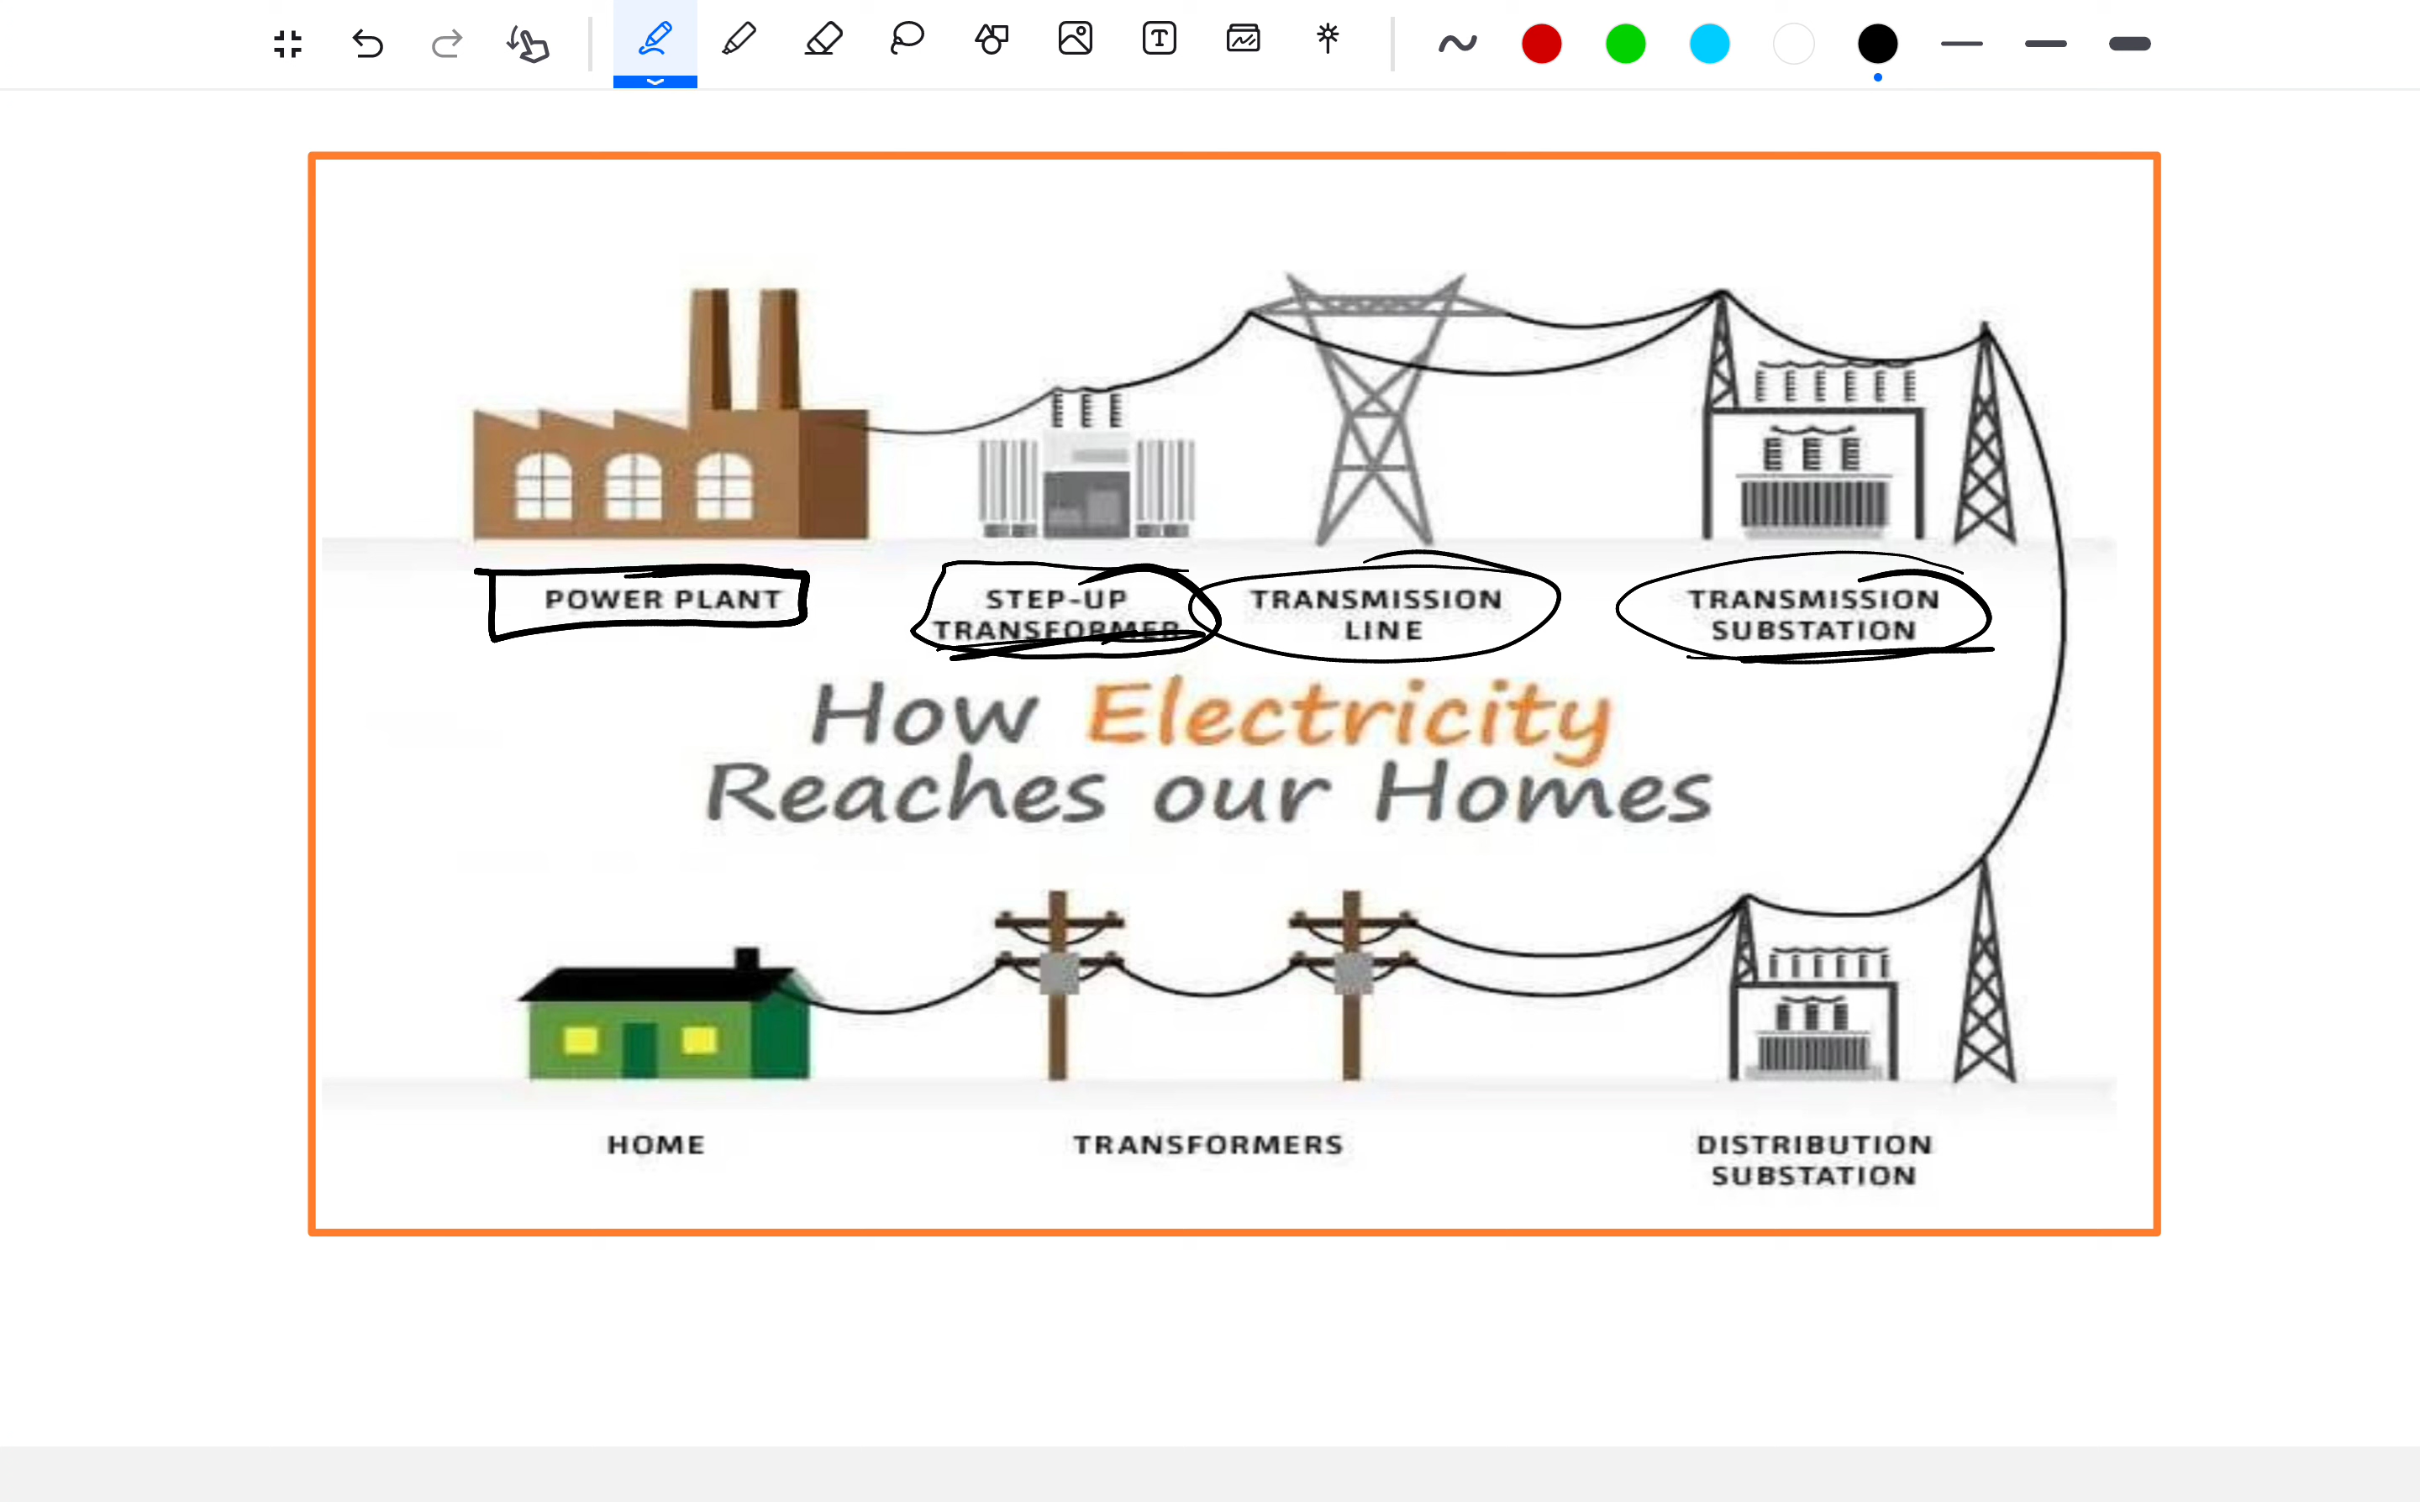 POWER PLANT
STEP-UP
TRANSFORMER
TRANSMISSION
LINE
TRANSMISSION
SUBSTATION
How Electricity
Reaches our Homes
HOME
TRANSFORMERS
DISTRIBUTION
SUBSTATION